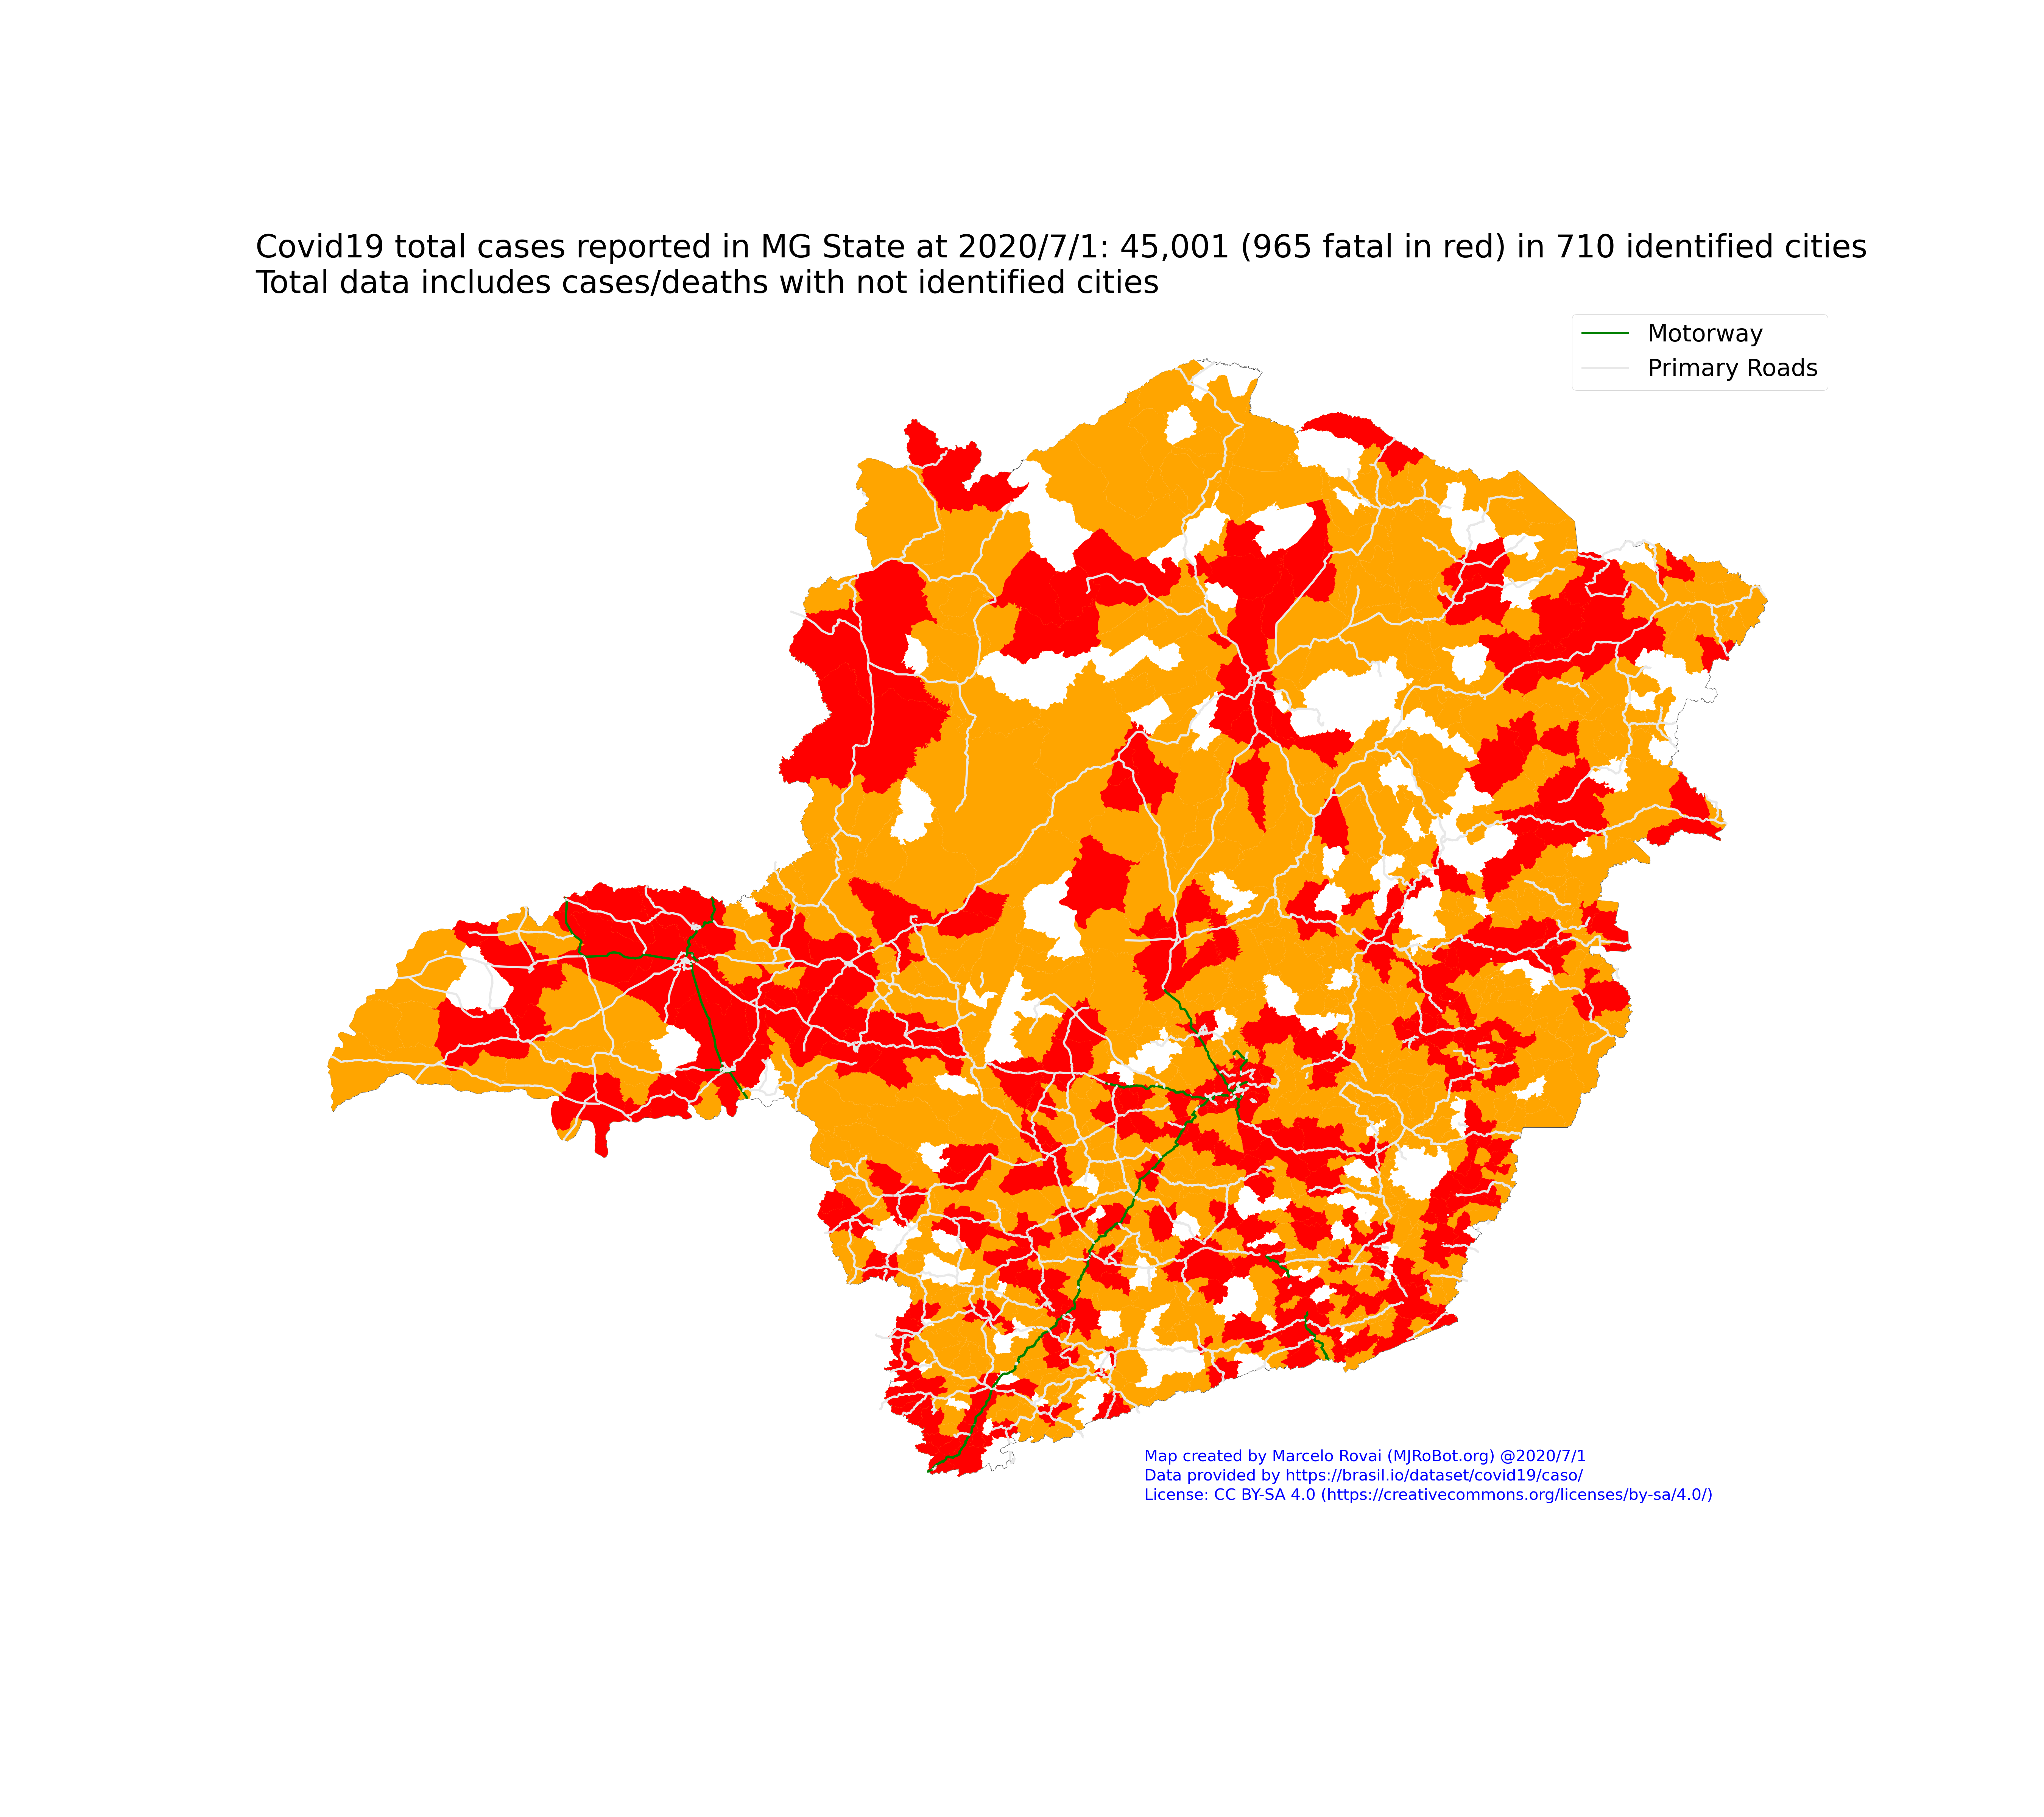 Covid19 total cases reported in MG State at 2020/7/1: 45,001 (965 fatal in red) in 710 identified cities
Total data includes cases/deaths with not identified cities
Motorway
Primary Roads
Map created by Marcelo Rovai (MJRoBot.org) @2020/7/1
Data provided by https://brasil.io/dataset/covid19/caso/
License: CC BY-SA 4.0 (https://creativecommons.org/licenses/by-sa/4.0/)